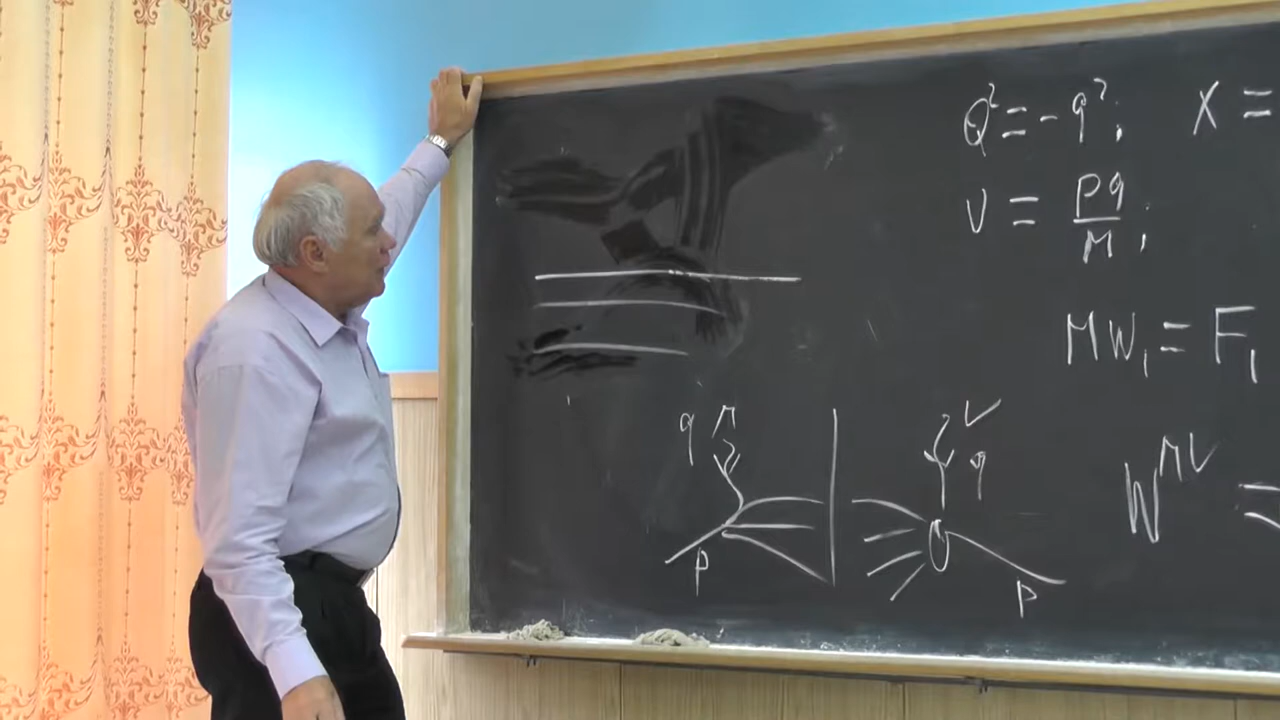 Q² = -q²; x =
ν = pq/M;
MW₁ = F₁
q μ
ν
q
W^{μν} =
p
p